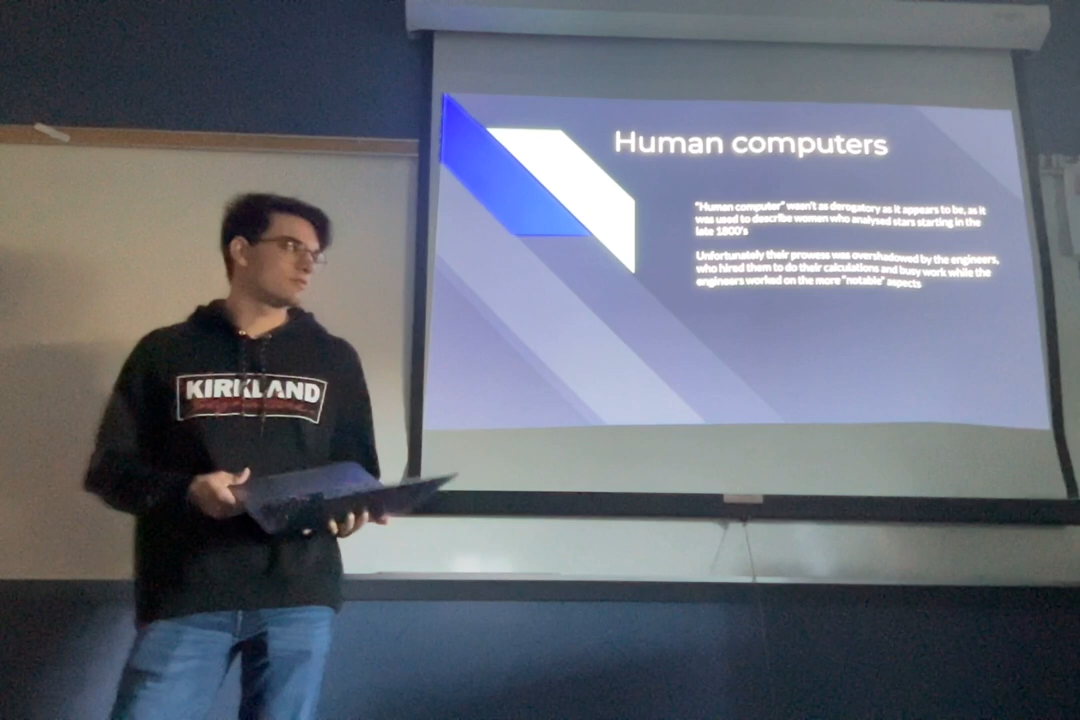 Human computers
"Human computer" wasn't as derogatory as it appears to be, as it
was used to describe women who analysed stars starting in the
late 1800's
Unfortunately their prowess was overshadowed by the engineers,
who hired them to do their calculations and busy work while the
engineers worked on the more "notable" aspects
KIRKLAND